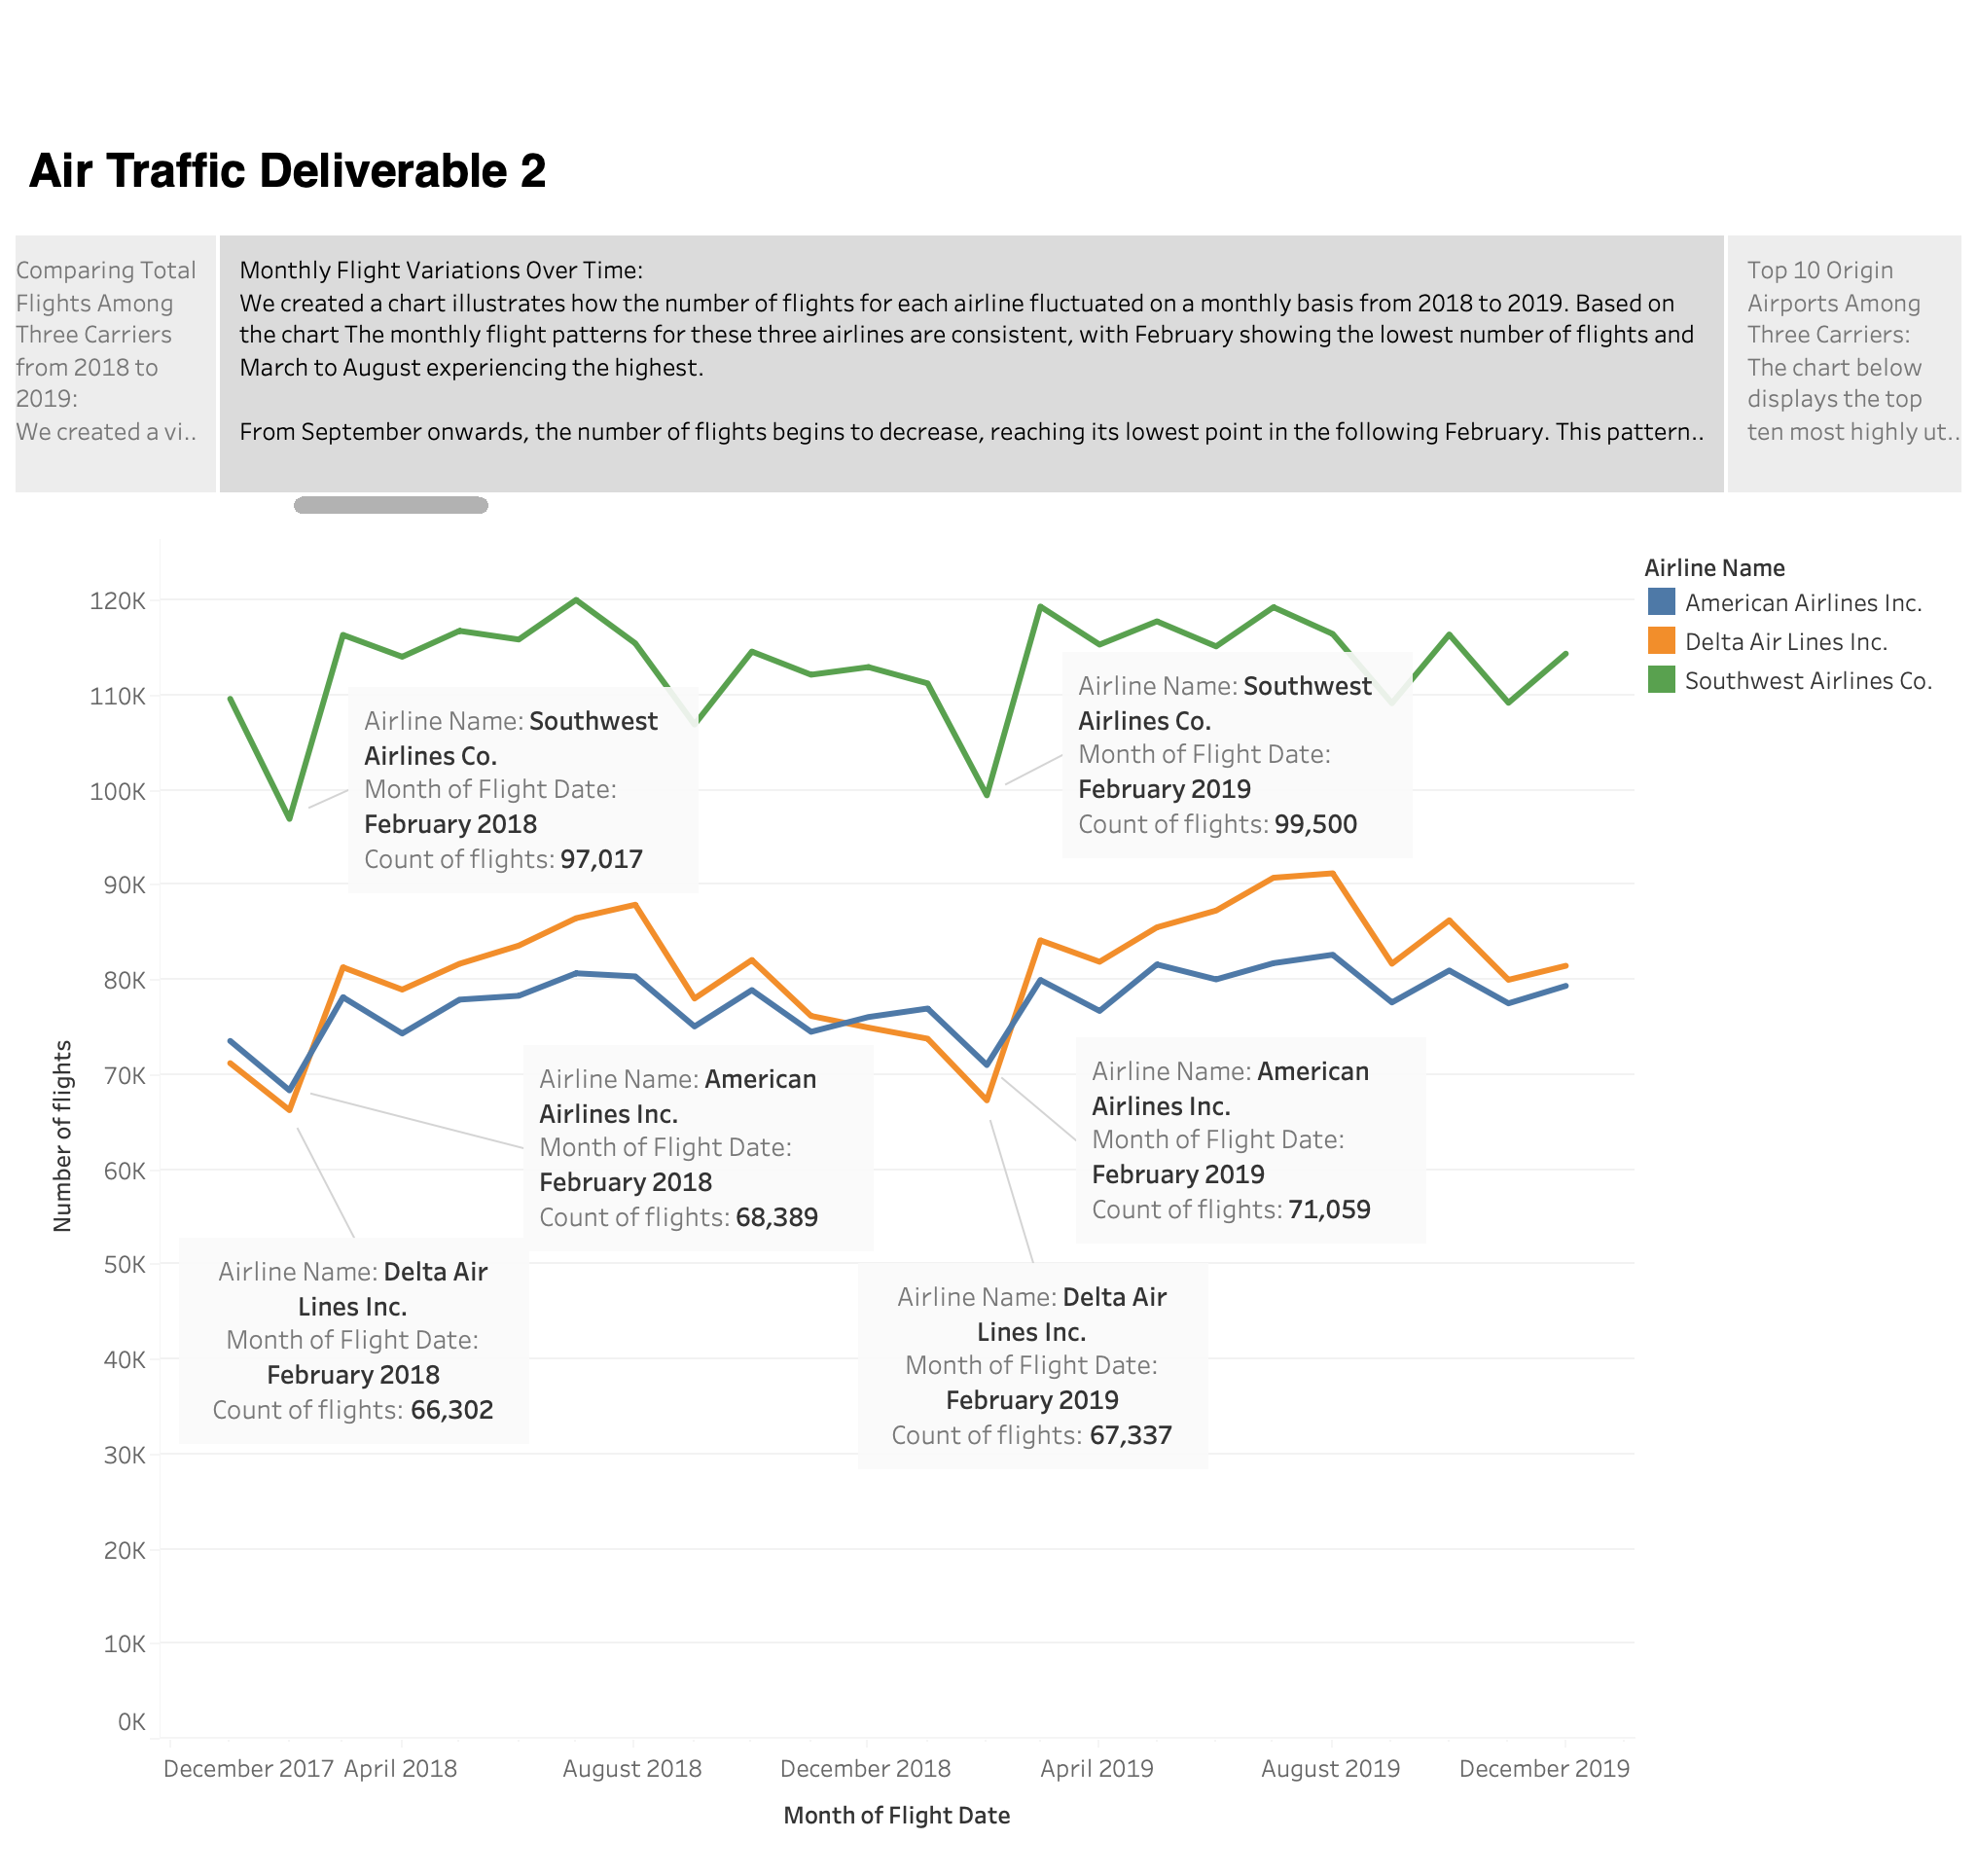 Air Traffic Deliverable 2
Comparing Total
Flights Among
Three Carriers
from 2018 to
2019:
We created a vi..
Monthly Flight Variations Over Time:
We created a chart illustrates how the number of flights for each airline fluctuated on a monthly basis from 2018 to 2019. Based on
the chart The monthly flight patterns for these three airlines are consistent, with February showing the lowest number of flights and
March to August experiencing the highest.
From September onwards, the number of flights begins to decrease, reaching its lowest point in the following February. This pattern..
Top 10 Origin
Airports Among
Three Carriers:
The chart below
displays the top
ten most highly ut..
Airline Name
American Airlines Inc.
Delta Air Lines Inc.
Southwest Airlines Co.
120K
110K
100K
90K
80K
70K
60K
50K
40K
30K
20K
10K
0K
Number of flights
Airline Name: Southwest
Airlines Co.
Month of Flight Date:
February 2018
Count of flights: 97,017
Airline Name: Southwest
Airlines Co.
Month of Flight Date:
February 2019
Count of flights: 99,500
Airline Name: American
Airlines Inc.
Month of Flight Date:
February 2018
Count of flights: 68,389
Airline Name: American
Airlines Inc.
Month of Flight Date:
February 2019
Count of flights: 71,059
Airline Name: Delta Air
Lines Inc.
Month of Flight Date:
February 2018
Count of flights: 66,302
Airline Name: Delta Air
Lines Inc.
Month of Flight Date:
February 2019
Count of flights: 67,337
December 2017
April 2018
August 2018
December 2018
April 2019
August 2019
December 2019
Month of Flight Date